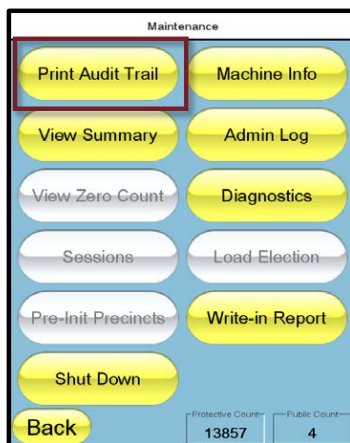 Maintenance
Print Audit Trail
Machine Info
View Summary
Admin Log
View Zero Count
Diagnostics
Sessions
Load Election
Pre-Init Precincts
Write-in Report
Shut Down
Back
Protective Count
13857
Public Count
4